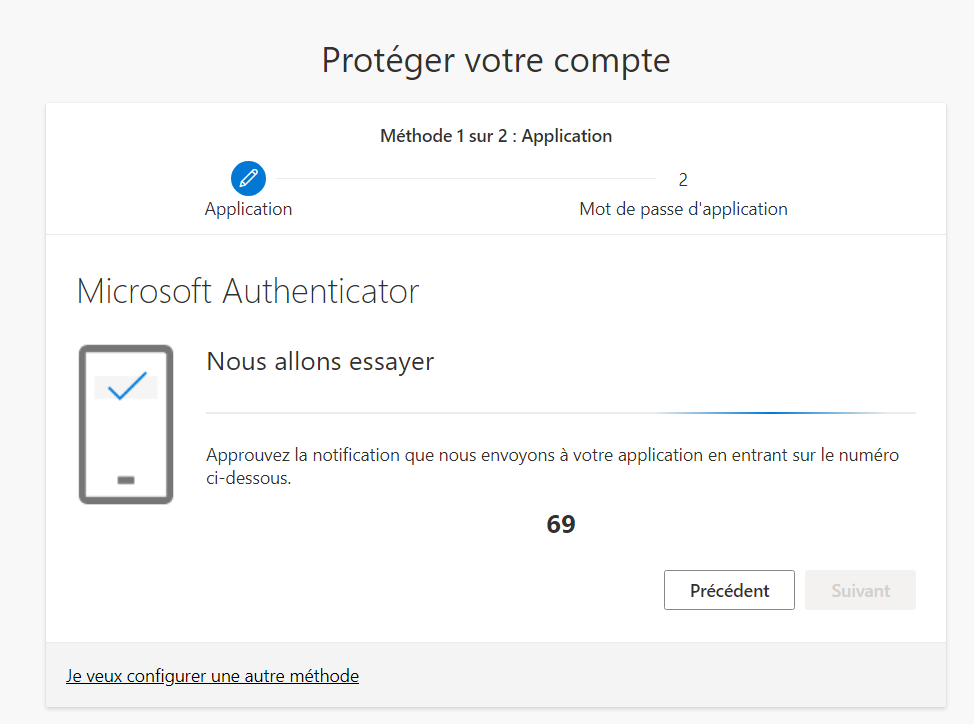 Protéger votre compte
Méthode 1 sur 2 : Application
2
Application
Mot de passe d'application
Microsoft Authenticator
Nous allons essayer
Approuvez la notification que nous envoyons à votre application en entrant sur le numéro
ci-dessous.
69
Précédent
Suivant
Je veux configurer une autre méthode